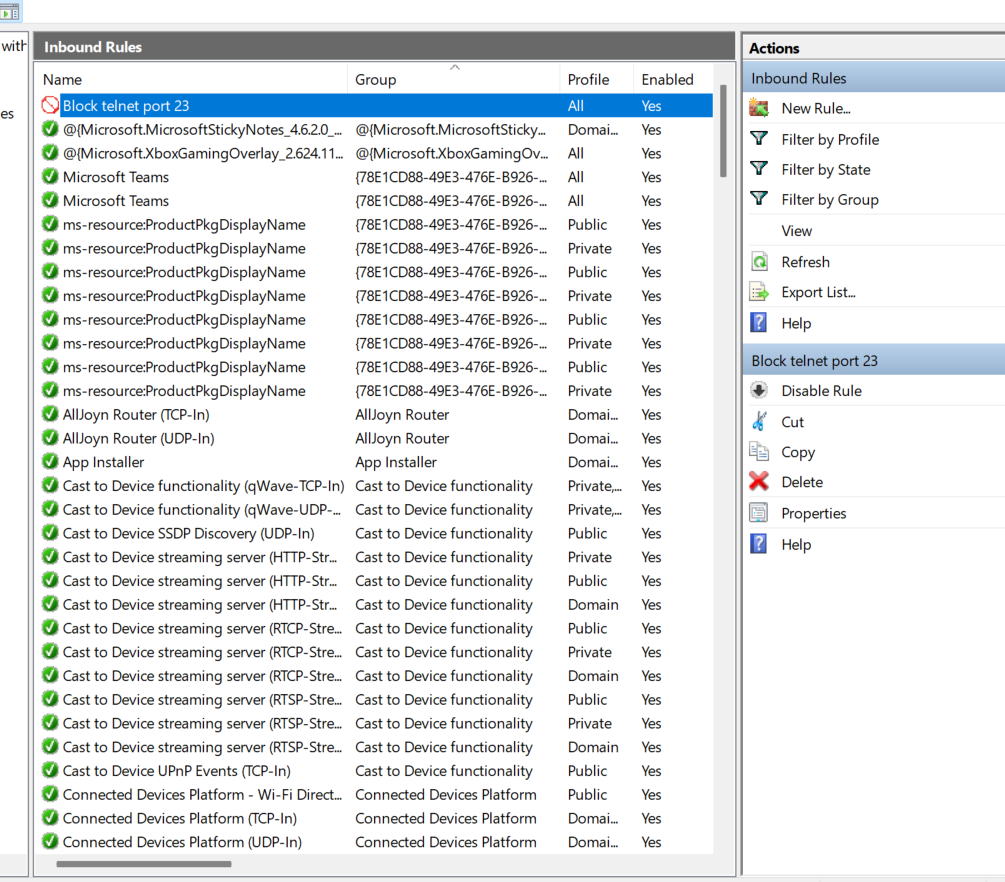 with
es
Inbound Rules
Name Group Profile Enabled
Block telnet port 23 All Yes
@{Microsoft.MicrosoftStickyNotes_4.6.2.0_... @{Microsoft.MicrosoftSticky... Domai... Yes
@{Microsoft.XboxGamingOverlay_2.624.11... @{Microsoft.XboxGamingOv... All Yes
Microsoft Teams {78E1CD88-49E3-476E-B926-... All Yes
Microsoft Teams {78E1CD88-49E3-476E-B926-... All Yes
ms-resource:ProductPkgDisplayName {78E1CD88-49E3-476E-B926-... Public Yes
ms-resource:ProductPkgDisplayName {78E1CD88-49E3-476E-B926-... Private Yes
ms-resource:ProductPkgDisplayName {78E1CD88-49E3-476E-B926-... Public Yes
ms-resource:ProductPkgDisplayName {78E1CD88-49E3-476E-B926-... Private Yes
ms-resource:ProductPkgDisplayName {78E1CD88-49E3-476E-B926-... Public Yes
ms-resource:ProductPkgDisplayName {78E1CD88-49E3-476E-B926-... Private Yes
ms-resource:ProductPkgDisplayName {78E1CD88-49E3-476E-B926-... Public Yes
ms-resource:ProductPkgDisplayName {78E1CD88-49E3-476E-B926-... Private Yes
AllJoyn Router (TCP-In) AllJoyn Router Domai... Yes
AllJoyn Router (UDP-In) AllJoyn Router Domai... Yes
App Installer App Installer Domai... Yes
Cast to Device functionality (qWave-TCP-In) Cast to Device functionality Private,... Yes
Cast to Device functionality (qWave-UDP-... Cast to Device functionality Private,... Yes
Cast to Device SSDP Discovery (UDP-In) Cast to Device functionality Public Yes
Cast to Device streaming server (HTTP-Str... Cast to Device functionality Private Yes
Cast to Device streaming server (HTTP-Str... Cast to Device functionality Public Yes
Cast to Device streaming server (HTTP-Str... Cast to Device functionality Domain Yes
Cast to Device streaming server (RTCP-Stre... Cast to Device functionality Public Yes
Cast to Device streaming server (RTCP-Stre... Cast to Device functionality Private Yes
Cast to Device streaming server (RTCP-Stre... Cast to Device functionality Domain Yes
Cast to Device streaming server (RTSP-Stre... Cast to Device functionality Public Yes
Cast to Device streaming server (RTSP-Stre... Cast to Device functionality Private Yes
Cast to Device streaming server (RTSP-Stre... Cast to Device functionality Domain Yes
Cast to Device UPnP Events (TCP-In) Cast to Device functionality Public Yes
Connected Devices Platform - Wi-Fi Direct... Connected Devices Platform Public Yes
Connected Devices Platform (TCP-In) Connected Devices Platform Domai... Yes
Connected Devices Platform (UDP-In) Connected Devices Platform Domai... Yes
Actions
Inbound Rules
New Rule...
Filter by Profile
Filter by State
Filter by Group
View
Refresh
Export List...
Help
Block telnet port 23
Disable Rule
Cut
Copy
Delete
Properties
Help